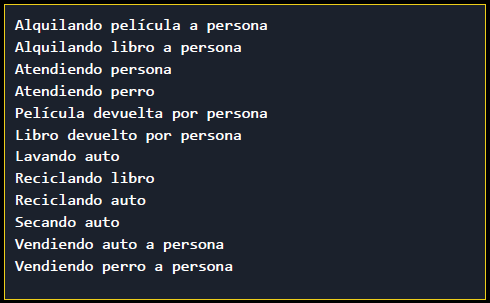 Alquilando película a persona
Alquilando libro a persona
Atendiendo persona
Atendiendo perro
Película devuelta por persona
Libro devuelto por persona
Lavando auto
Reciclando libro
Reciclando auto
Secando auto
Vendiendo auto a persona
Vendiendo perro a persona